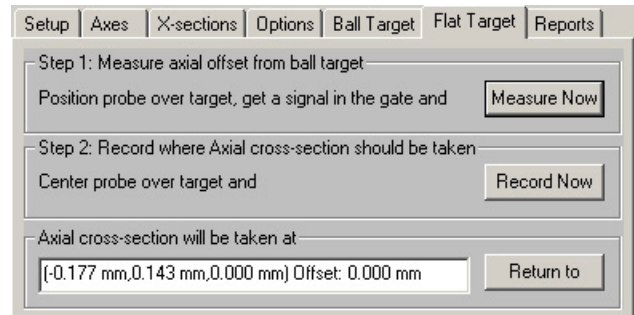 Setup Axes X-sections Options Ball Target Flat Target Reports
Step 1: Measure axial offset from ball target
Position probe over target, get a signal in the gate and Measure Now
Step 2: Record where Axial cross-section should be taken
Center probe over target and Record Now
Axial cross-section will be taken at
(-0.177 mm,0.143 mm,0.000 mm) Offset: 0.000 mm Return to